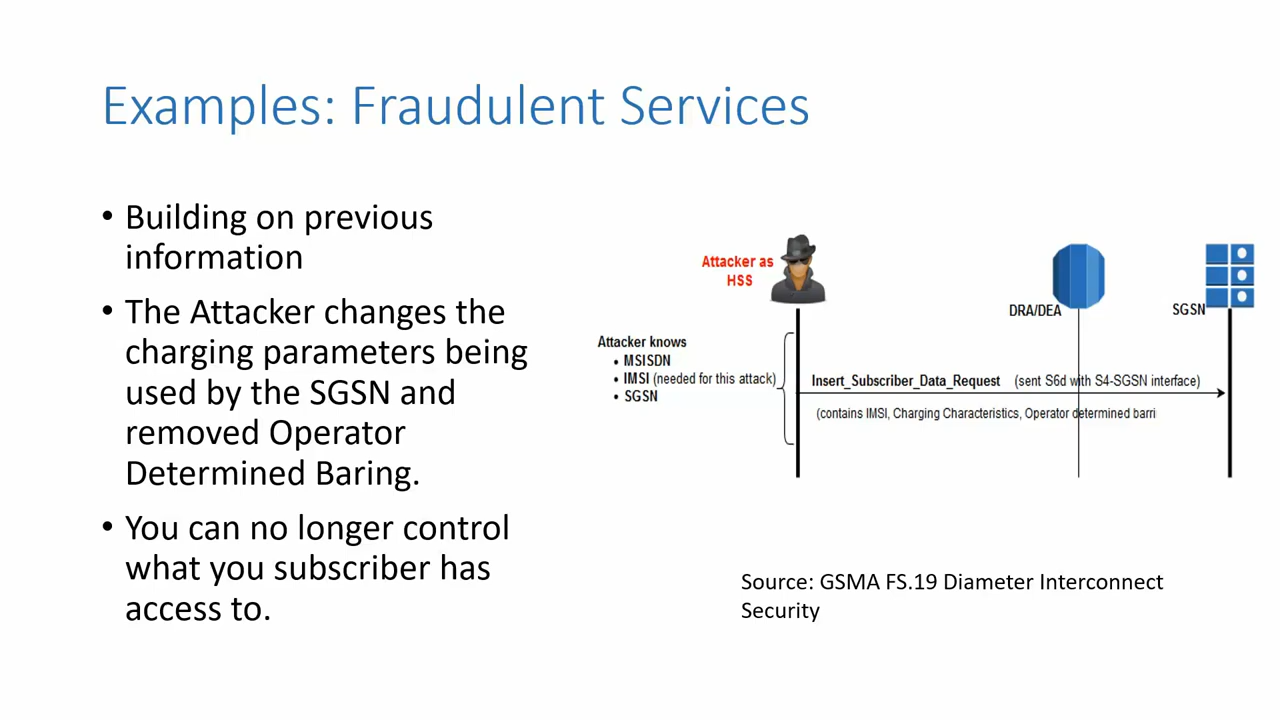 Examples: Fraudulent Services
• Building on previous
information
• The Attacker changes the
charging parameters being
used by the SGSN and
removed Operator
Determined Baring.
• You can no longer control
what you subscriber has
access to.
Attacker as
HSS
DRA/DEA
SGSN
Attacker knows
• MSISDN
• IMSI (needed for this attack)
• SGSN
Insert_Subscriber_Data_Request (sent S6d with S4-SGSN interface)
(contains IMSI, Charging Characteristics, Operator determined barri
Source: GSMA FS.19 Diameter Interconnect
Security